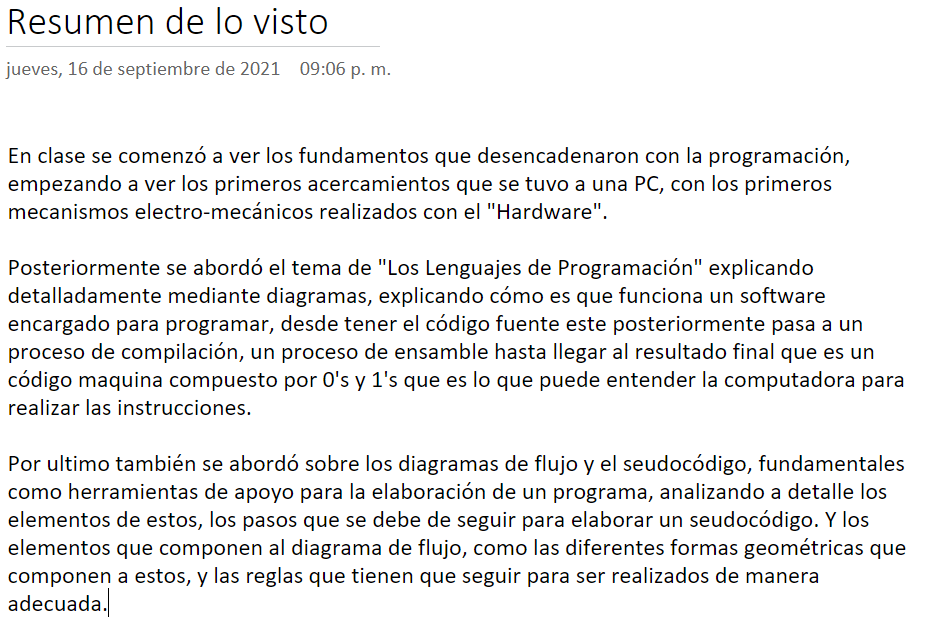 Resumen de lo visto
jueves, 16 de septiembre de 2021 09:06 p. m.
En clase se comenzó a ver los fundamentos que desencadenaron con la programación,
empezando a ver los primeros acercamientos que se tuvo a una PC, con los primeros
mecanismos electro-mecánicos realizados con el "Hardware".
Posteriormente se abordó el tema de "Los Lenguajes de Programación" explicando
detalladamente mediante diagramas, explicando cómo es que funciona un software
encargado para programar, desde tener el código fuente este posteriormente pasa a un
proceso de compilación, un proceso de ensamble hasta llegar al resultado final que es un
código maquina compuesto por 0's y 1's que es lo que puede entender la computadora para
realizar las instrucciones.
Por ultimo también se abordó sobre los diagramas de flujo y el seudocódigo, fundamentales
como herramientas de apoyo para la elaboración de un programa, analizando a detalle los
elementos de estos, los pasos que se debe de seguir para elaborar un seudocódigo. Y los
elementos que componen al diagrama de flujo, como las diferentes formas geométricas que
componen a estos, y las reglas que tienen que seguir para ser realizados de manera
adecuada.